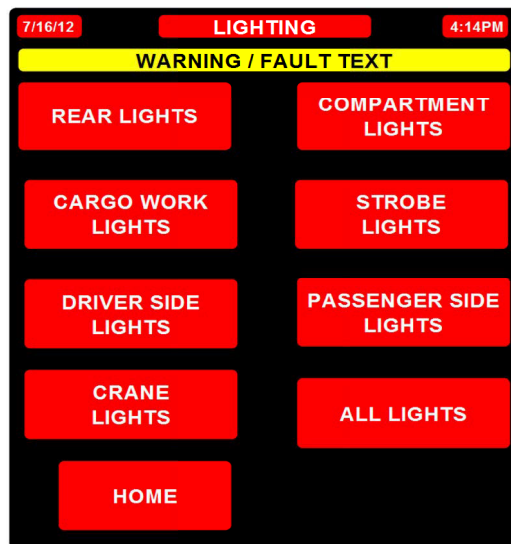 7/16/12 LIGHTING 4:14PM
WARNING / FAULT TEXT
REAR LIGHTS
COMPARTMENT
LIGHTS
CARGO WORK
LIGHTS
STROBE
LIGHTS
DRIVER SIDE
LIGHTS
PASSENGER SIDE
LIGHTS
CRANE
LIGHTS
ALL LIGHTS
HOME